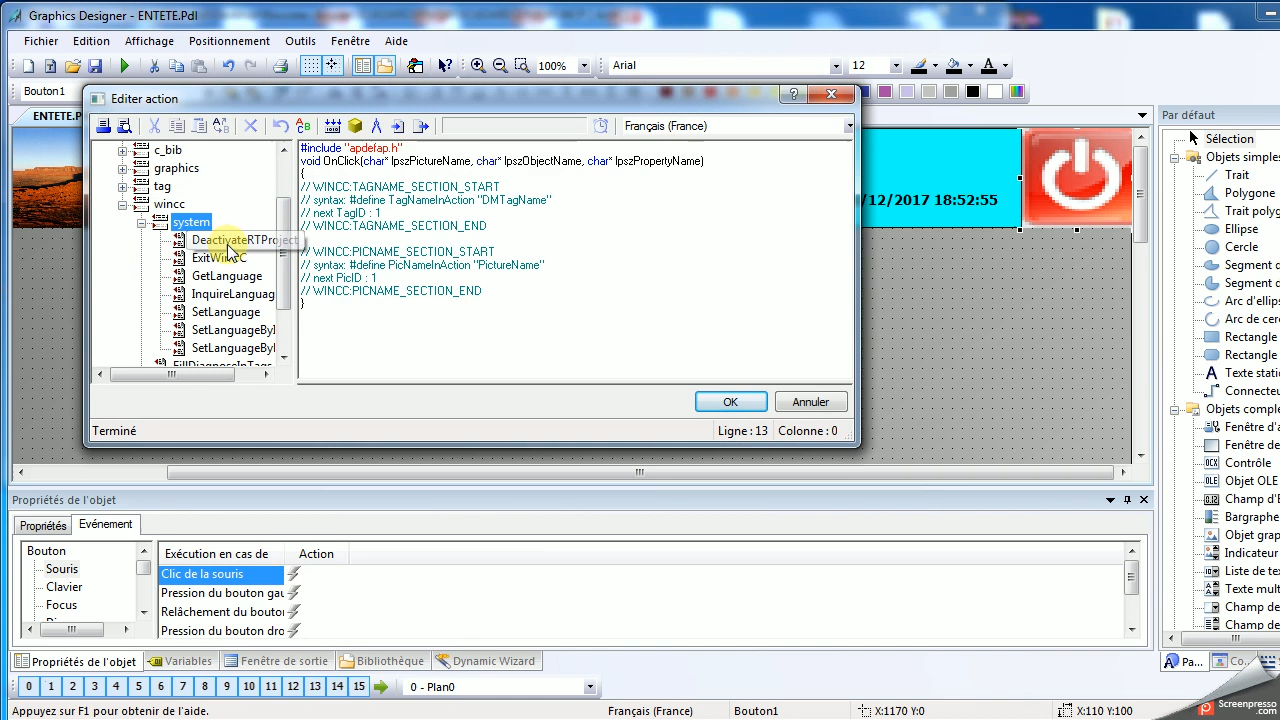 Graphics Designer - ENTETE.Pdl
Fichier Edition Affichage Positionnement Outils Fenêtre Aide
100% Arial 12
Bouton1
Editer action
ENTETE.P
Par défaut
Français (France)
c_bib
graphics
tag
wincc
system
DeactivateRTProject
ExitWinCC
GetLanguage
InquireLanguag
SetLanguage
SetLanguageByI
SetLanguageByI
FillDiagnoseInTags
#include "apdefap.h"
void OnClick(char* lpszPictureName, char* lpszObjectName, char* lpszPropertyName)
{
// WINCC:TAGNAME_SECTION_START
// syntax: #define TagNameInAction "DMTagName"
// next TagID : 1
// WINCC:TAGNAME_SECTION_END
// WINCC:PICNAME_SECTION_START
// syntax: #define PicNameInAction "PictureName"
// next PicID : 1
// WINCC:PICNAME_SECTION_END
}
OK Annuler
Terminé Ligne : 13 Colonne : 0
/12/2017 18:52:55
Sélection
Objets simples
Trait
Polygone
Trait polyg
Ellipse
Cercle
Segment d
Segment d
Arc d'ellips
Arc de cerc
Rectangle
Rectangle
Texte stati
Connecteu
Objets comple
Fenêtre d'a
Fenêtre de
Contrôle
Objet OLE
Champ d'E
Bargraphe
Objet grap
Indicateur
Liste de tex
Texte mult
Champ de
Champ de
Propriétés de l'objet
Propriétés Evénement
Bouton
Souris
Clavier
Focus
Exécution en cas de Action
Clic de la souris
Pression du bouton gau
Relâchement du bouton
Pression du bouton dro
Propriétés de l'objet Variables Fenêtre de sortie Bibliothèque Dynamic Wizard
Pa... Co...
0 1 2 3 4 5 6 7 8 9 10 11 12 13 14 15 0 - Plan0
Appuyez sur F1 pour obtenir de l'aide. Français (France) Bouton1 X:1170 Y:0 X:110 Y:100
Screenpresso
.com